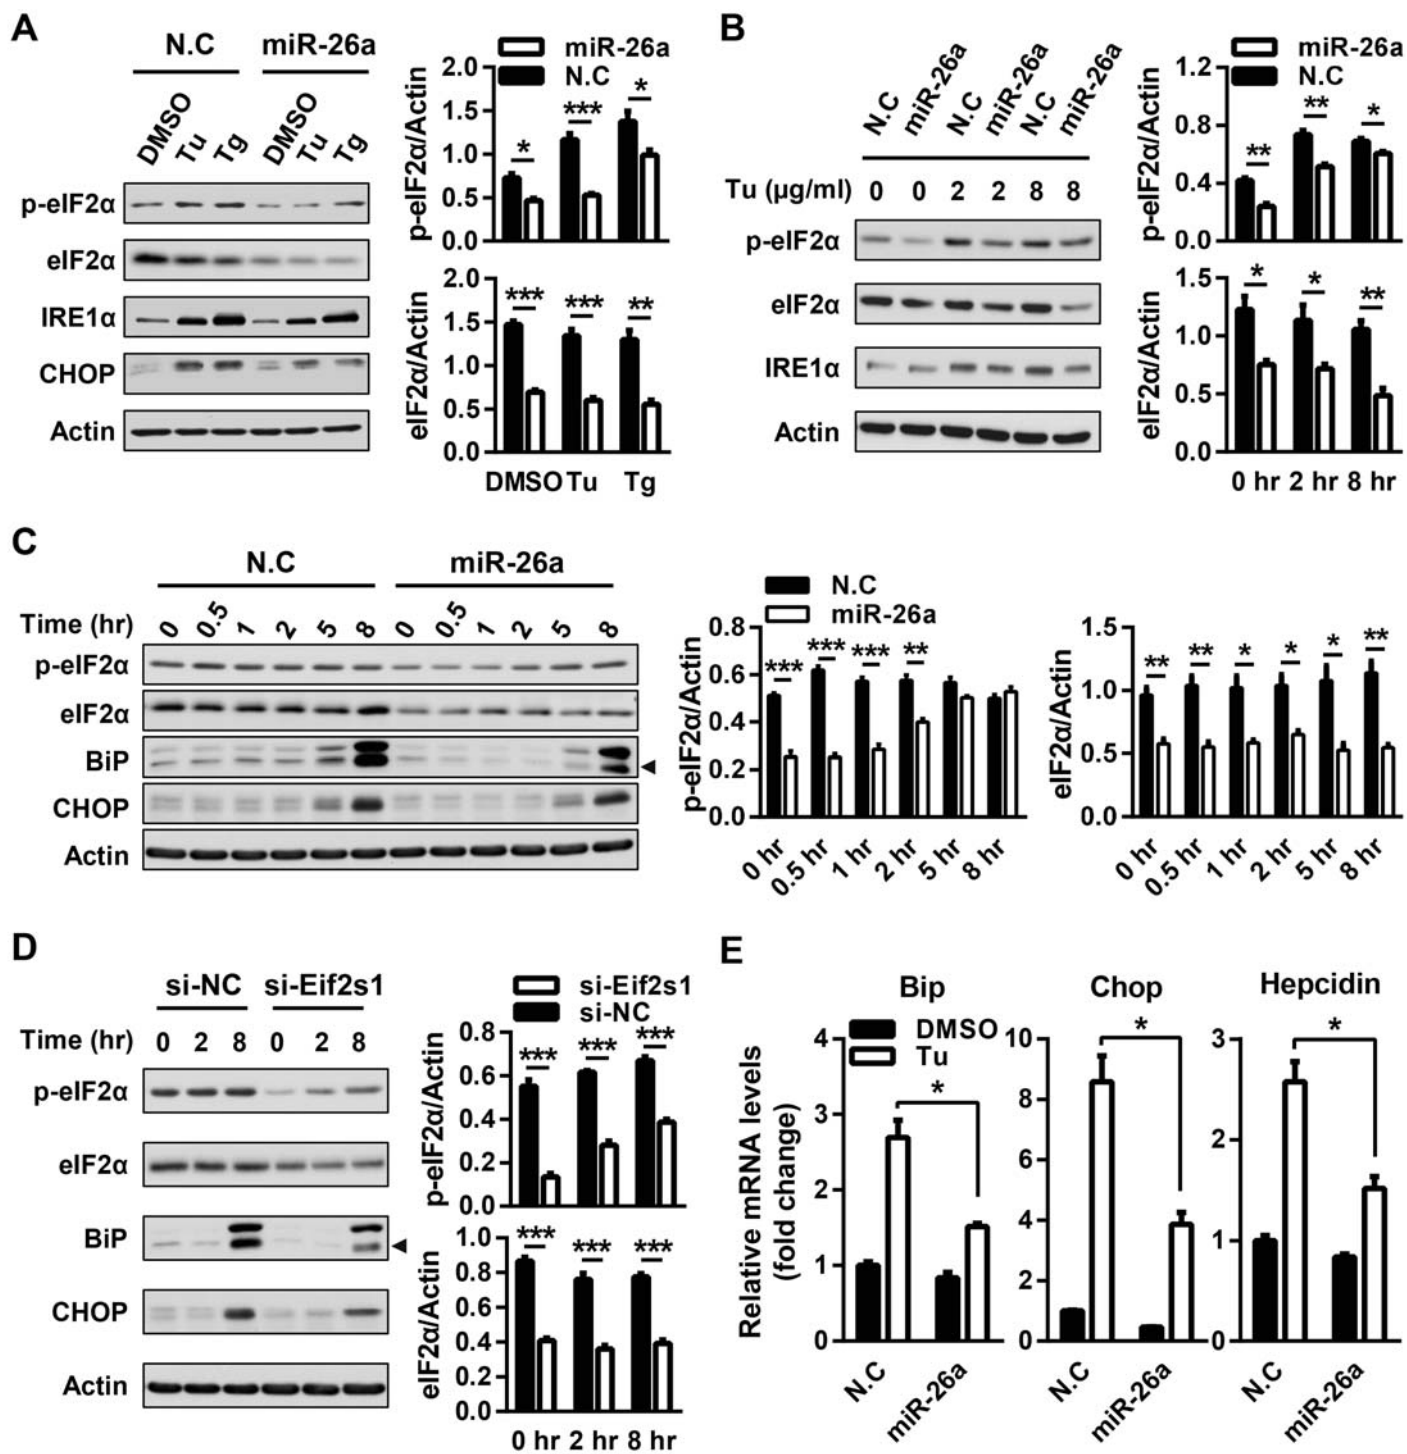 A
N.C miR-26a
DMSO Tu Tg DMSO Tu Tg
p-eIF2α
eIF2α
IRE1α
CHOP
Actin
miR-26a
N.C
p-eIF2α/Actin
2.0
1.5
1.0
0.5
0.0
* *** *
eIF2α/Actin
2.0
1.5
1.0
0.5
0.0
*** *** **
DMSO Tu Tg
B
N.C miR-26a N.C miR-26a N.C miR-26a
Tu (µg/ml) 0 0 2 2 8 8
p-eIF2α
eIF2α
IRE1α
Actin
miR-26a
N.C
p-eIF2α/Actin
1.2
0.8
0.4
0.0
** ** *
eIF2α/Actin
1.5
1.0
0.5
0.0
* * **
0 hr 2 hr 8 hr
C
N.C miR-26a
Time (hr) 0 0.5 1 2 5 8 0 0.5 1 2 5 8
p-eIF2α
eIF2α
BiP
CHOP
Actin
N.C
miR-26a
p-eIF2α/Actin
0.8
0.6
0.4
0.2
0.0
*** *** *** **
0 hr 0.5 hr 1 hr 2 hr 5 hr 8 hr
eIF2α/Actin
1.5
1.0
0.5
0.0
** ** * * * **
0 hr 0.5 hr 1 hr 2 hr 5 hr 8 hr
D
si-NC si-Eif2s1
Time (hr) 0 2 8 0 2 8
p-eIF2α
eIF2α
BiP
CHOP
Actin
si-Eif2s1
si-NC
p-eIF2α/Actin
0.8
0.6
0.4
0.2
0.0
*** *** ***
eIF2α/Actin
1.0
0.8
0.6
0.4
0.2
0.0
*** *** ***
0 hr 2 hr 8 hr
E
Relative mRNA levels
(fold change)
Bip
DMSO
Tu
4
3
2
1
0
*
N.C miR-26a
Chop
10
8
6
4
2
0
*
N.C miR-26a
Hepcidin
3
2
1
0
*
N.C miR-26a